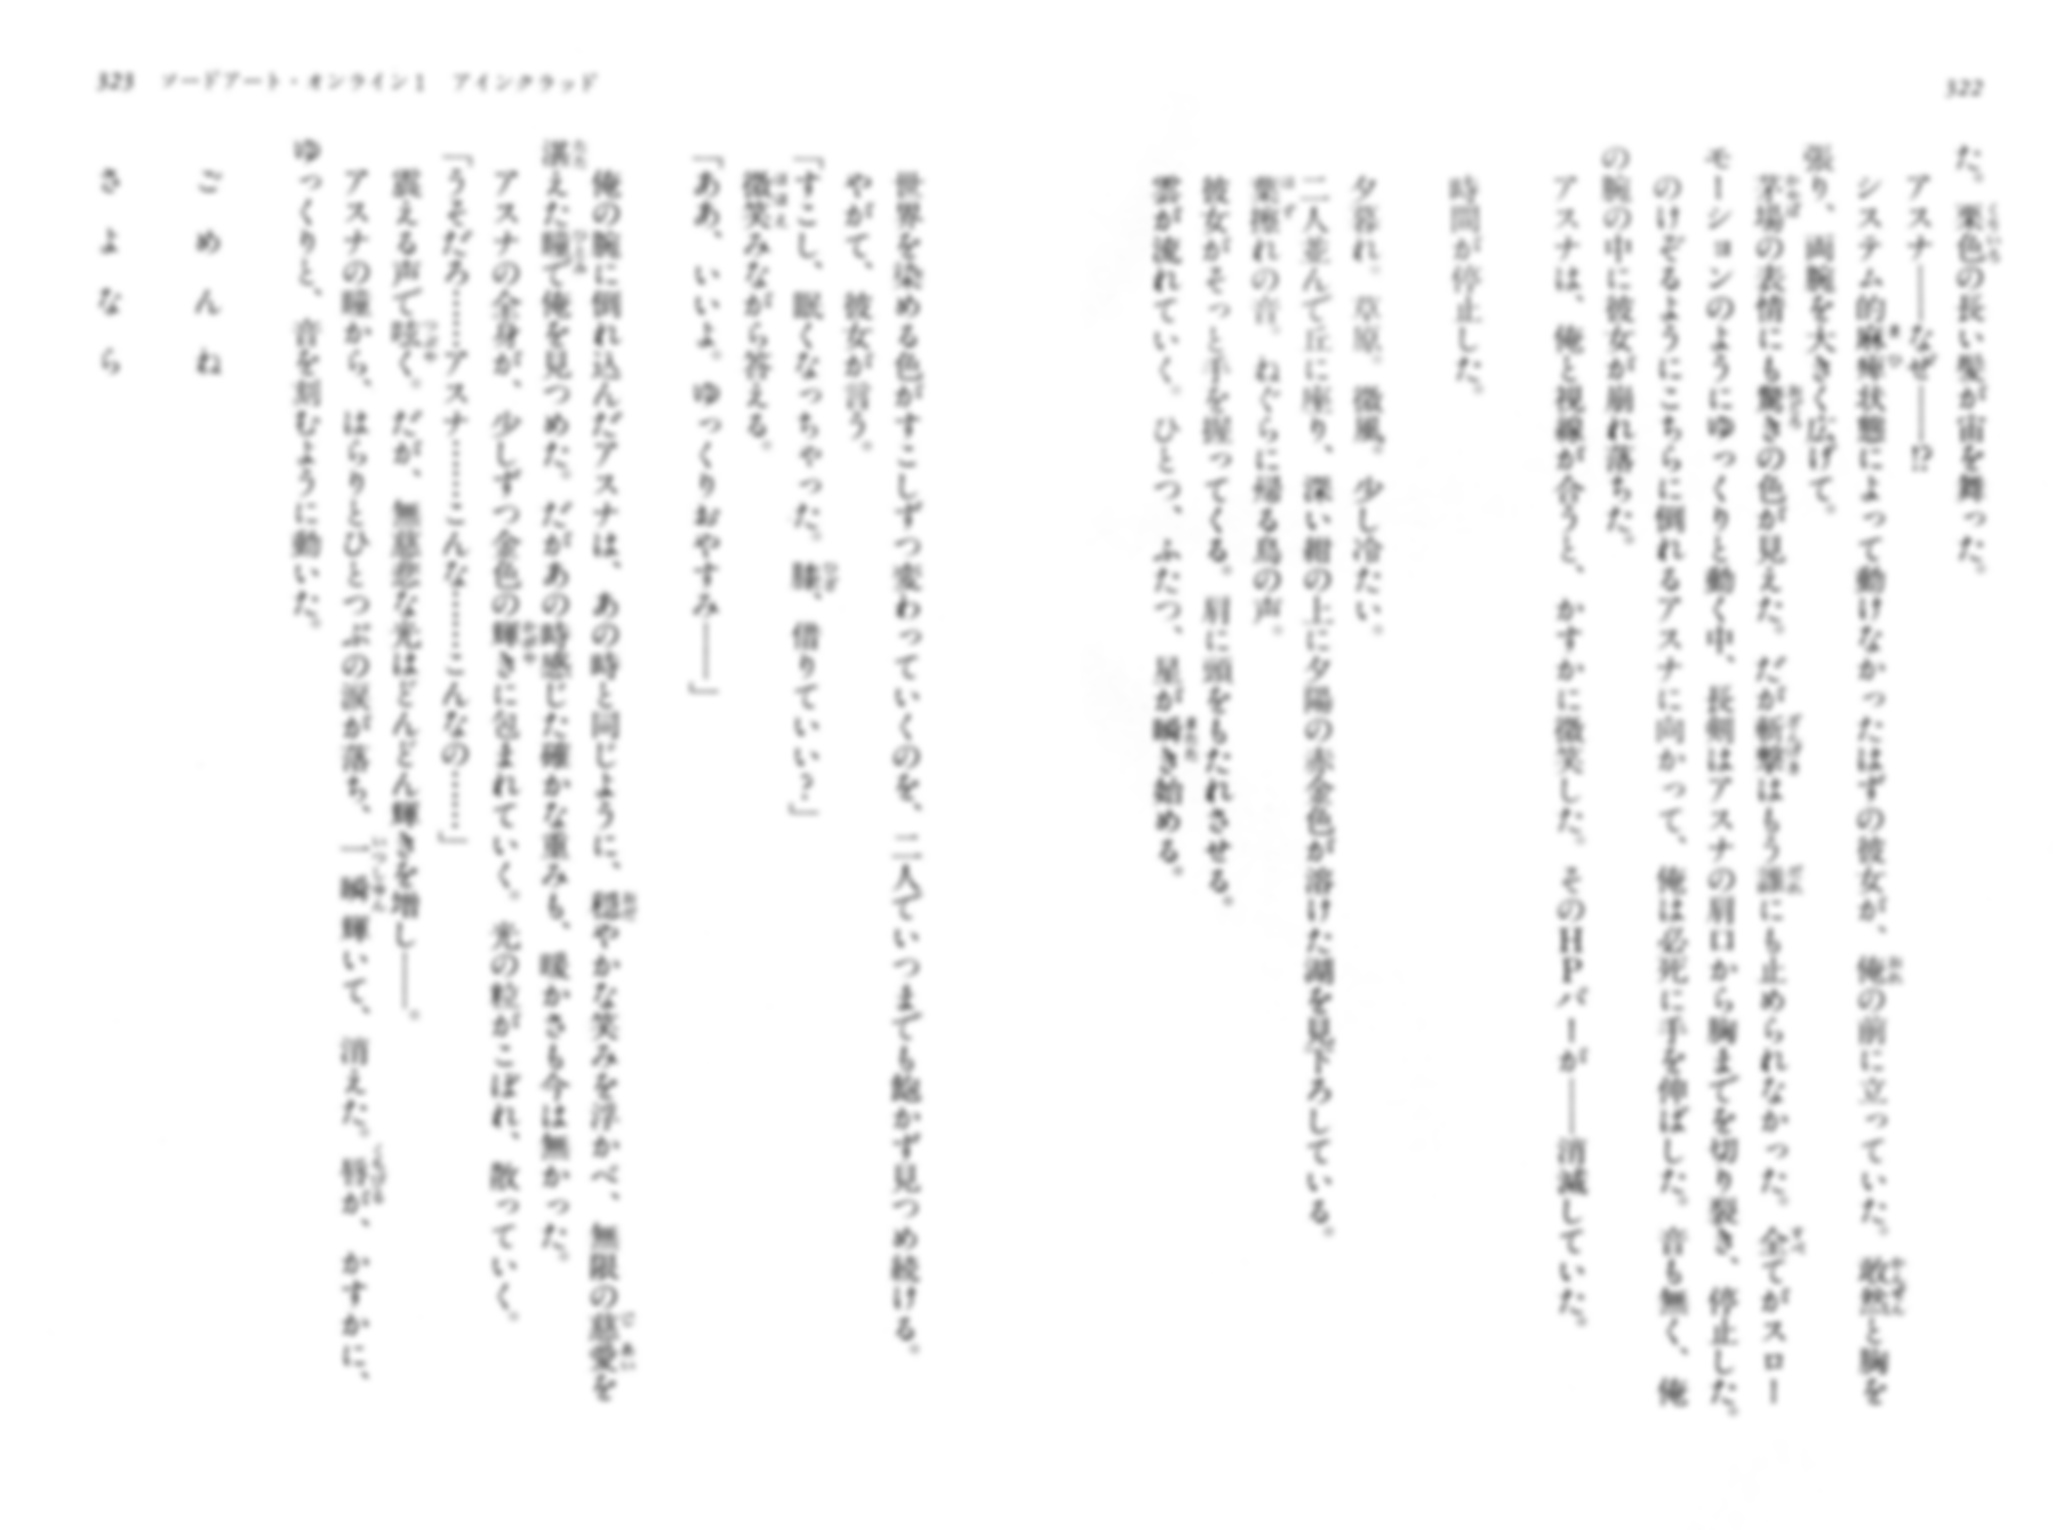 322
た。栗色の長い髪が宙を舞った。
アスナ――なぜ――!?
システム的麻痺状態によって動けなかったはずの彼女が、俺の前に立っていた。敢然と胸を
張り、両腕を大きく広げて。
茅場の表情にも驚きの色が見えた。だが斬撃はもう誰にも止められなかった。全てがスロー
モーションのようにゆっくりと動く中、長剣はアスナの肩口から胸までを切り裂き、停止した。
のけぞるようにこちらに倒れるアスナに向かって、俺は必死に手を伸ばした。音も無く、俺
の腕の中に彼女が崩れ落ちた。
アスナは、俺と視線が合うと、かすかに微笑した。そのHPバーが――消滅していた。
時間が停止した。
夕暮れ。草原。微風。少し冷たい。
二人並んで丘に座り、深い紺の上に夕陽の赤金色が溶けた湖を見下ろしている。
葉擦れの音。ねぐらに帰る鳥の声。
彼女がそっと手を握ってくる。肩に頭をもたれさせる。
雲が流れていく。ひとつ、ふたつ、星が瞬き始める。
323 ソードアート・オンライン1 アインクラッド
世界を染める色がすこしずつ変わっていくのを、二人でいつまでも飽かず見つめ続ける。
やがて、彼女が言う。
「すこし、眠くなっちゃった。膝、借りていい?」
微笑みながら答える。
「ああ、いいよ。ゆっくりおやすみ――」
俺の腕に倒れ込んだアスナは、あの時と同じように、穏やかな笑みを浮かべ、無限の慈愛を
湛えた瞳で俺を見つめた。だがあの時感じた確かな重みも、暖かさも今は無かった。
アスナの全身が、少しずつ金色の輝きに包まれていく。光の粒がこぼれ、散っていく。
「うそだろ……アスナ……こんな……こんなの……」
震える声で呟く。だが、無慈悲な光はどんどん輝きを増し――。
アスナの瞳から、はらりとひとつぶの涙が落ち、一瞬輝いて、消えた。唇が、かすかに、
ゆっくりと、音を刻むように動いた。
ごめんね
さよなら